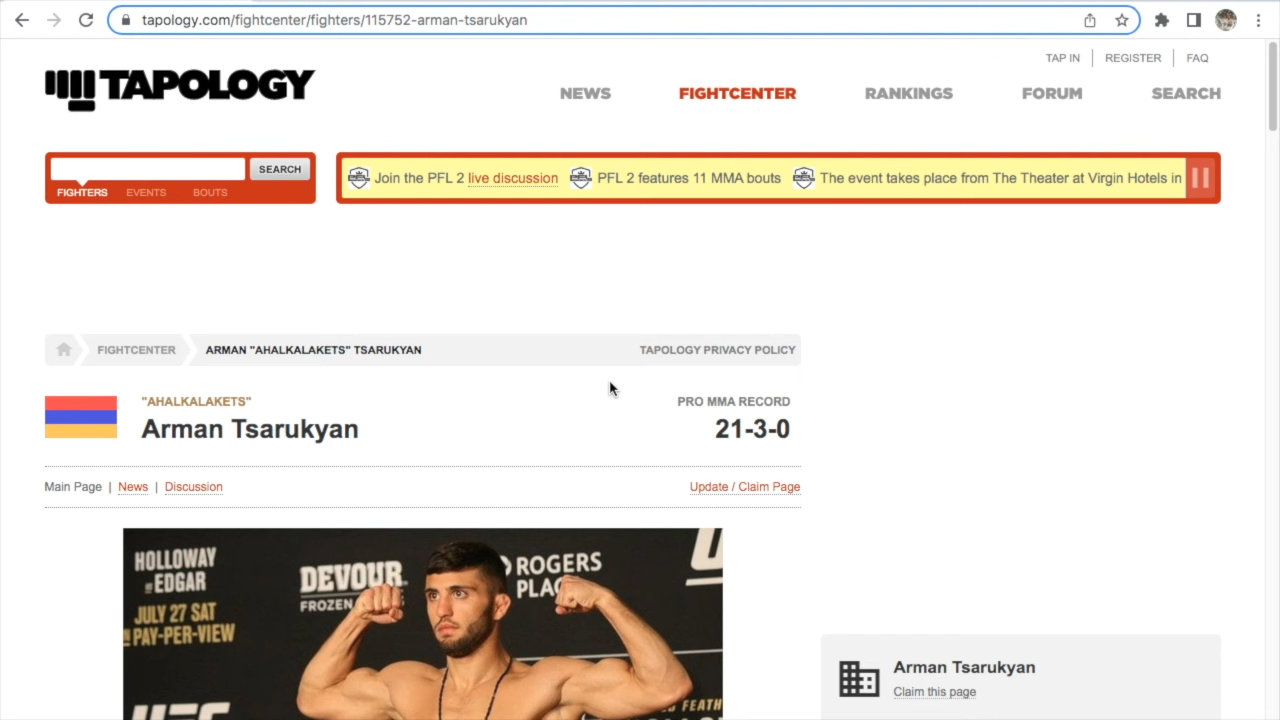 tapology.com/fightcenter/fighters/115752-arman-tsarukyan
TAP IN REGISTER FAQ
TAPOLOGY
NEWS FIGHTCENTER RANKINGS FORUM SEARCH
SEARCH
FIGHTERS EVENTS BOUTS
Join the PFL 2 live discussion PFL 2 features 11 MMA bouts The event takes place from The Theater at Virgin Hotels in
FIGHTCENTER ARMAN "AHALKALAKETS" TSARUKYAN TAPOLOGY PRIVACY POLICY
"AHALKALAKETS" PRO MMA RECORD
Arman Tsarukyan 21-3-0
Main Page | News | Discussion Update / Claim Page
HOLLOWAY
vs EDGAR
JULY 27 SAT
PAY-PER-VIEW
DEVOUR
FROZEN
ROGERS
PLAC
UFC
FEATH
Arman Tsarukyan
Claim this page